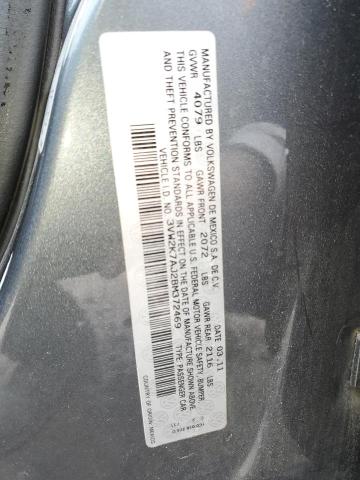 MANUFACTURED BY VOLKSWAGEN DE MEXICO S.A. DE C.V.
DATE 03.11
GVWR 4079 LBS GAWR FRONT 2072 LBS GAWR REAR 2116 LBS
THIS VEHICLE CONFORMS TO ALL APPLICABLE U.S. FEDERAL MOTOR VEHICLE SAFETY, BUMPER,
AND THEFT PREVENTION STANDARDS IN EFFECT ON THE DATE OF MANUFACTURE SHOWN ABOVE.
VEHICLE I.D. NO. 3VW2K7AJ2BM372469 TYPE: PASSENGER CAR
COUNTRY OF ORIGIN: MEXICO